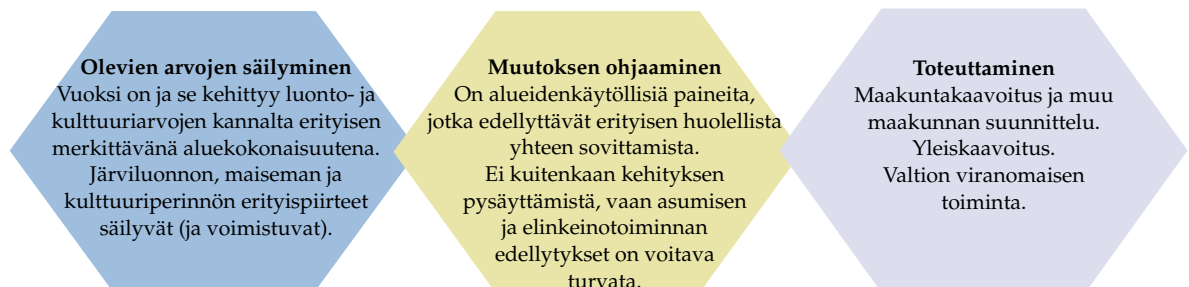 Olevien arvojen säilyminen
Vuoksi on ja se kehittyy luonto- ja
kulttuuriarvojen kannalta erityisen
merkittävänä aluekokonaisuutena.
Järviluonnon, maiseman ja
kulttuuriperinnön erityispiirteet
säilyvät (ja voimistuvat).
Muutoksen ohjaaminen
On alueidenkäytöllisiä paineita,
jotka edellyttävät erityisen huolellista
yhteen sovittamista.
Ei kuitenkaan kehityksen
pysäyttämistä, vaan asumisen
ja elinkeinotoiminnan
edellytykset on voitava
turvata.
Toteuttaminen
Maakuntakaavoitus ja muu
maakunnan suunnittelu.
Yleiskaavoitus.
Valtion viranomaisen
toiminta.